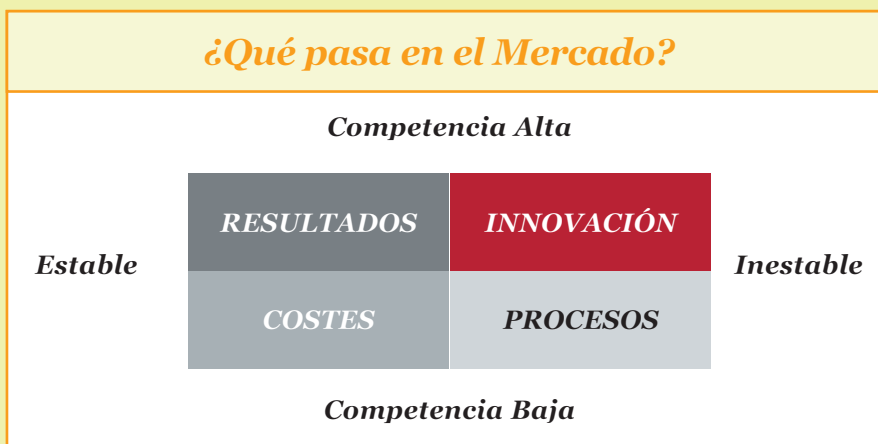 ¿Qué pasa en el Mercado?
Competencia Alta
RESULTADOS INNOVACIÓN
Estable Inestable
COSTES PROCESOS
Competencia Baja